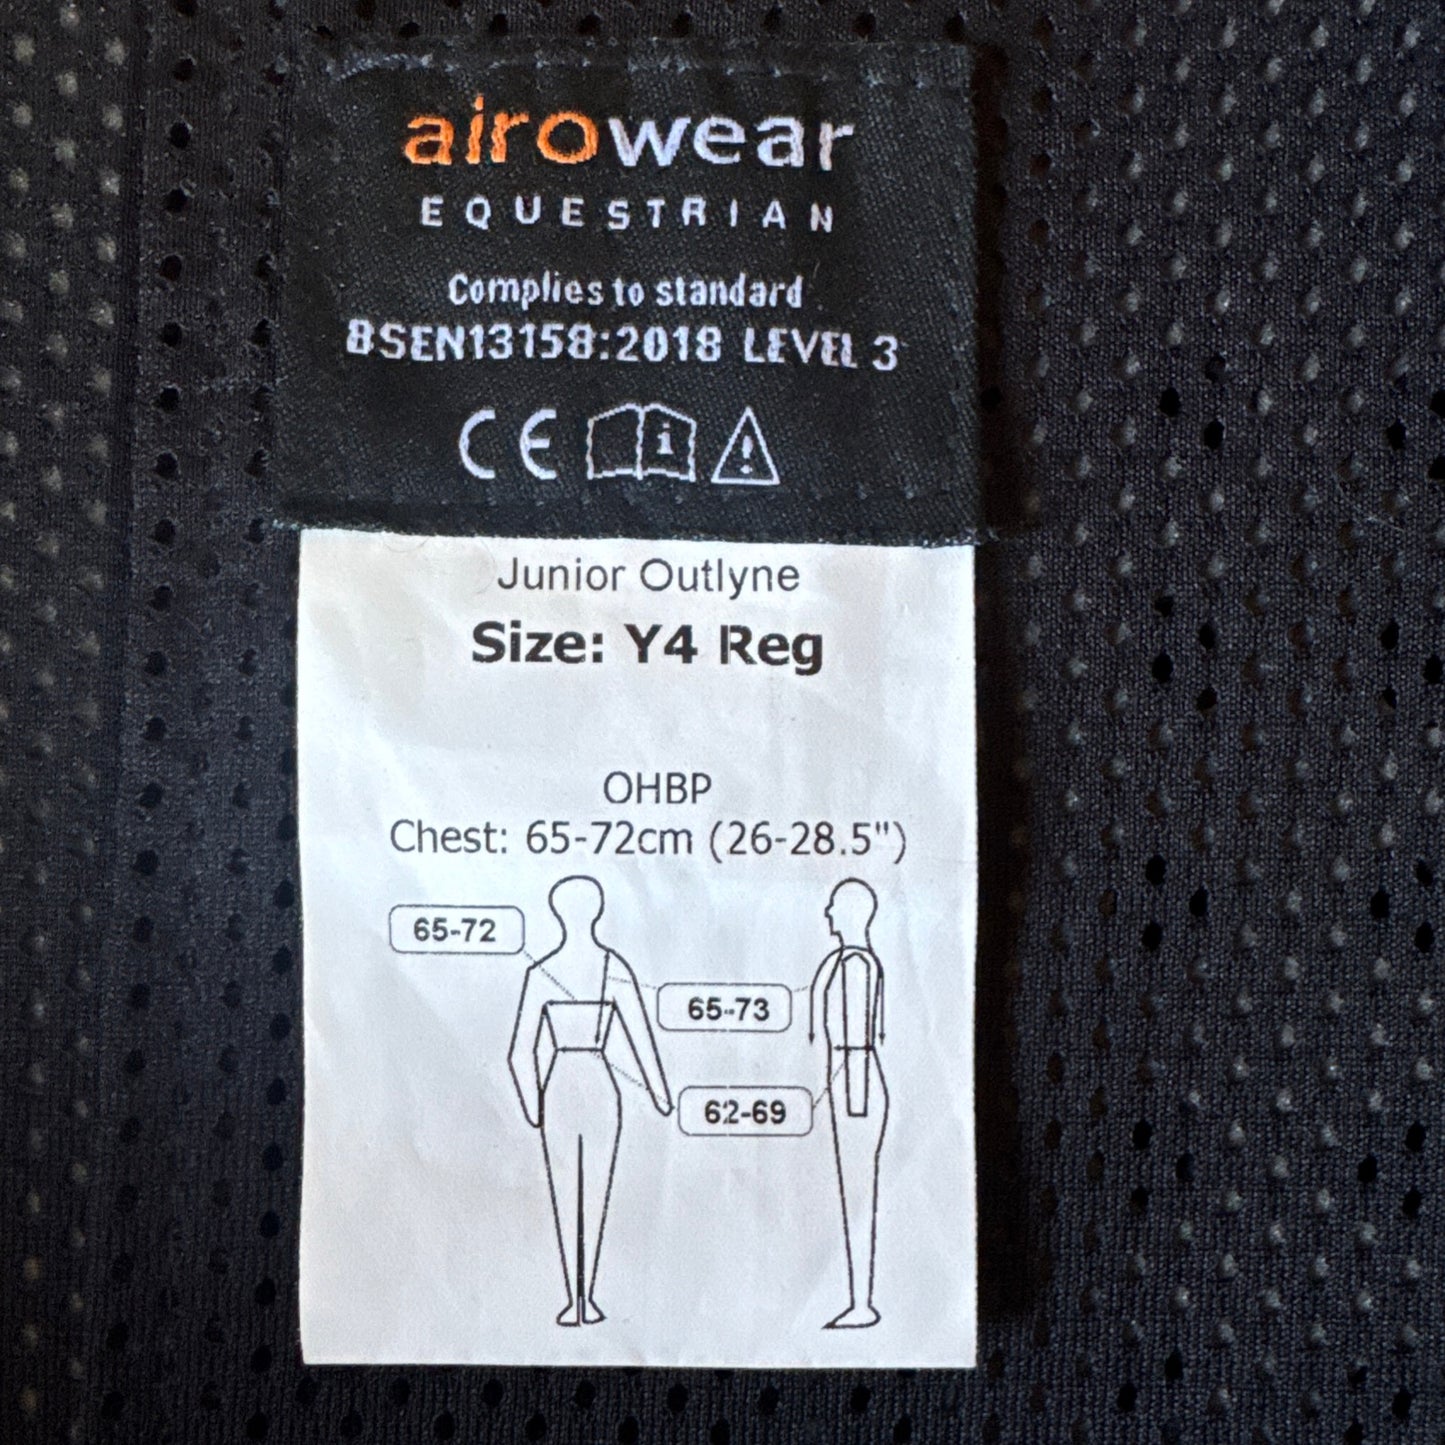 airowear
EQUESTRIAN
Complies to standard
BSEN13158:2018 LEVEL 3
CE i !
Junior Outlyne
Size: Y4 Reg
OHBP
Chest: 65-72cm (26-28.5")
65-72
65-73
62-69